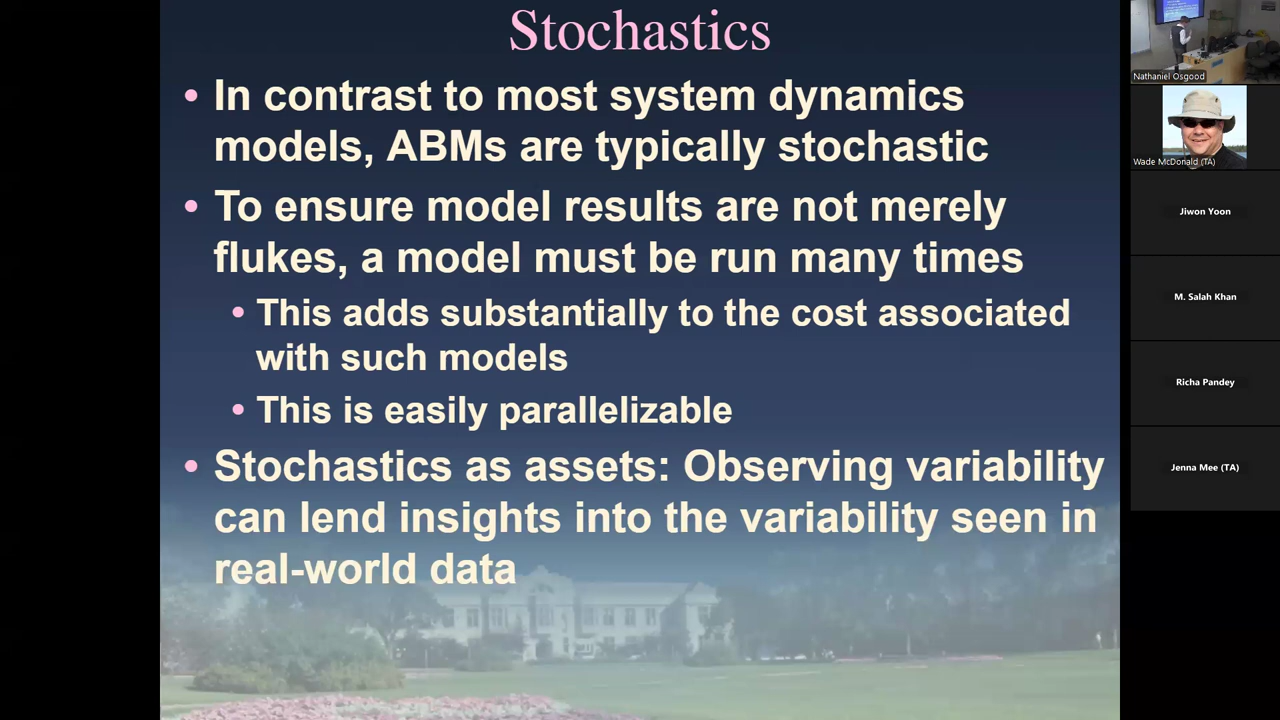 Stochastics
• In contrast to most system dynamics
models, ABMs are typically stochastic
• To ensure model results are not merely
flukes, a model must be run many times
• This adds substantially to the cost associated
with such models
• This is easily parallelizable
• Stochastics as assets: Observing variability
can lend insights into the variability seen in
real-world data
Nathaniel Osgood
Wade McDonald (TA)
Jiwon Yoon
M. Salah Khan
Richa Pandey
Jenna Mee (TA)